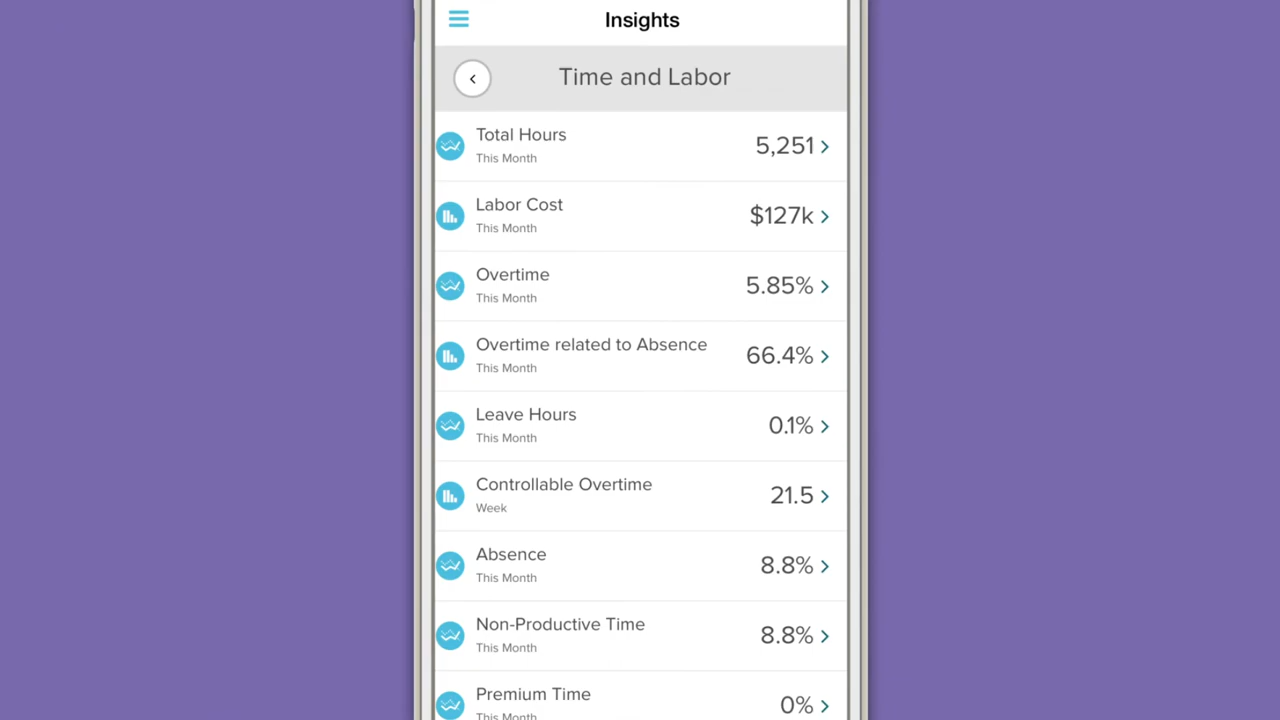 Insights
Time and Labor
Total Hours
This Month
5,251
Labor Cost
This Month
$127k
Overtime
This Month
5.85%
Overtime related to Absence
This Month
66.4%
Leave Hours
This Month
0.1%
Controllable Overtime
Week
21.5
Absence
This Month
8.8%
Non-Productive Time
This Month
8.8%
Premium Time
This Month
0%